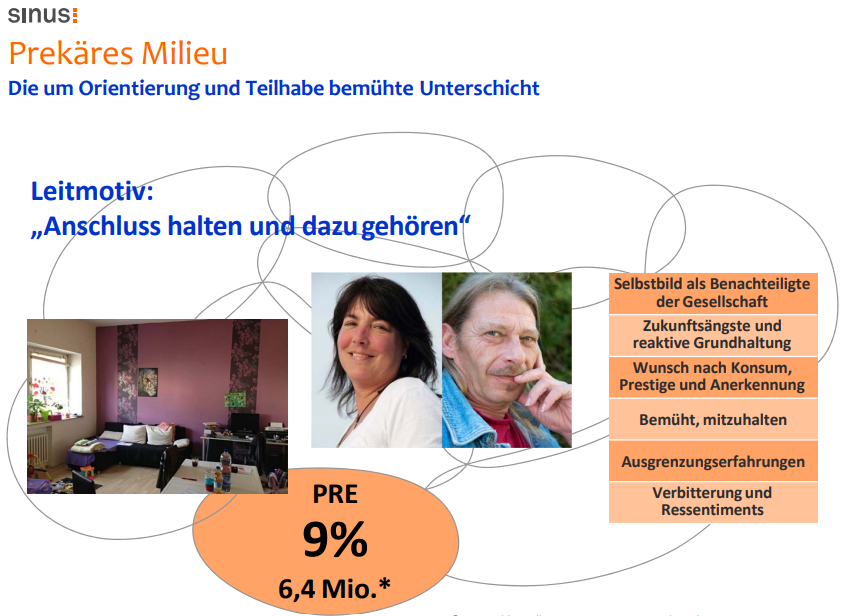 sinus:
Prekäres Milieu
Die um Orientierung und Teilhabe bemühte Unterschicht
Leitmotiv:
„Anschluss halten und dazu gehören“
Selbstbild als Benachteiligte
der Gesellschaft
Zukunftsängste und
reaktive Grundhaltung
Wunsch nach Konsum,
Prestige und Anerkennung
Bemüht, mitzuhalten
Ausgrenzungserfahrungen
Verbitterung und
Ressentiments
PRE
9%
6,4 Mio.*